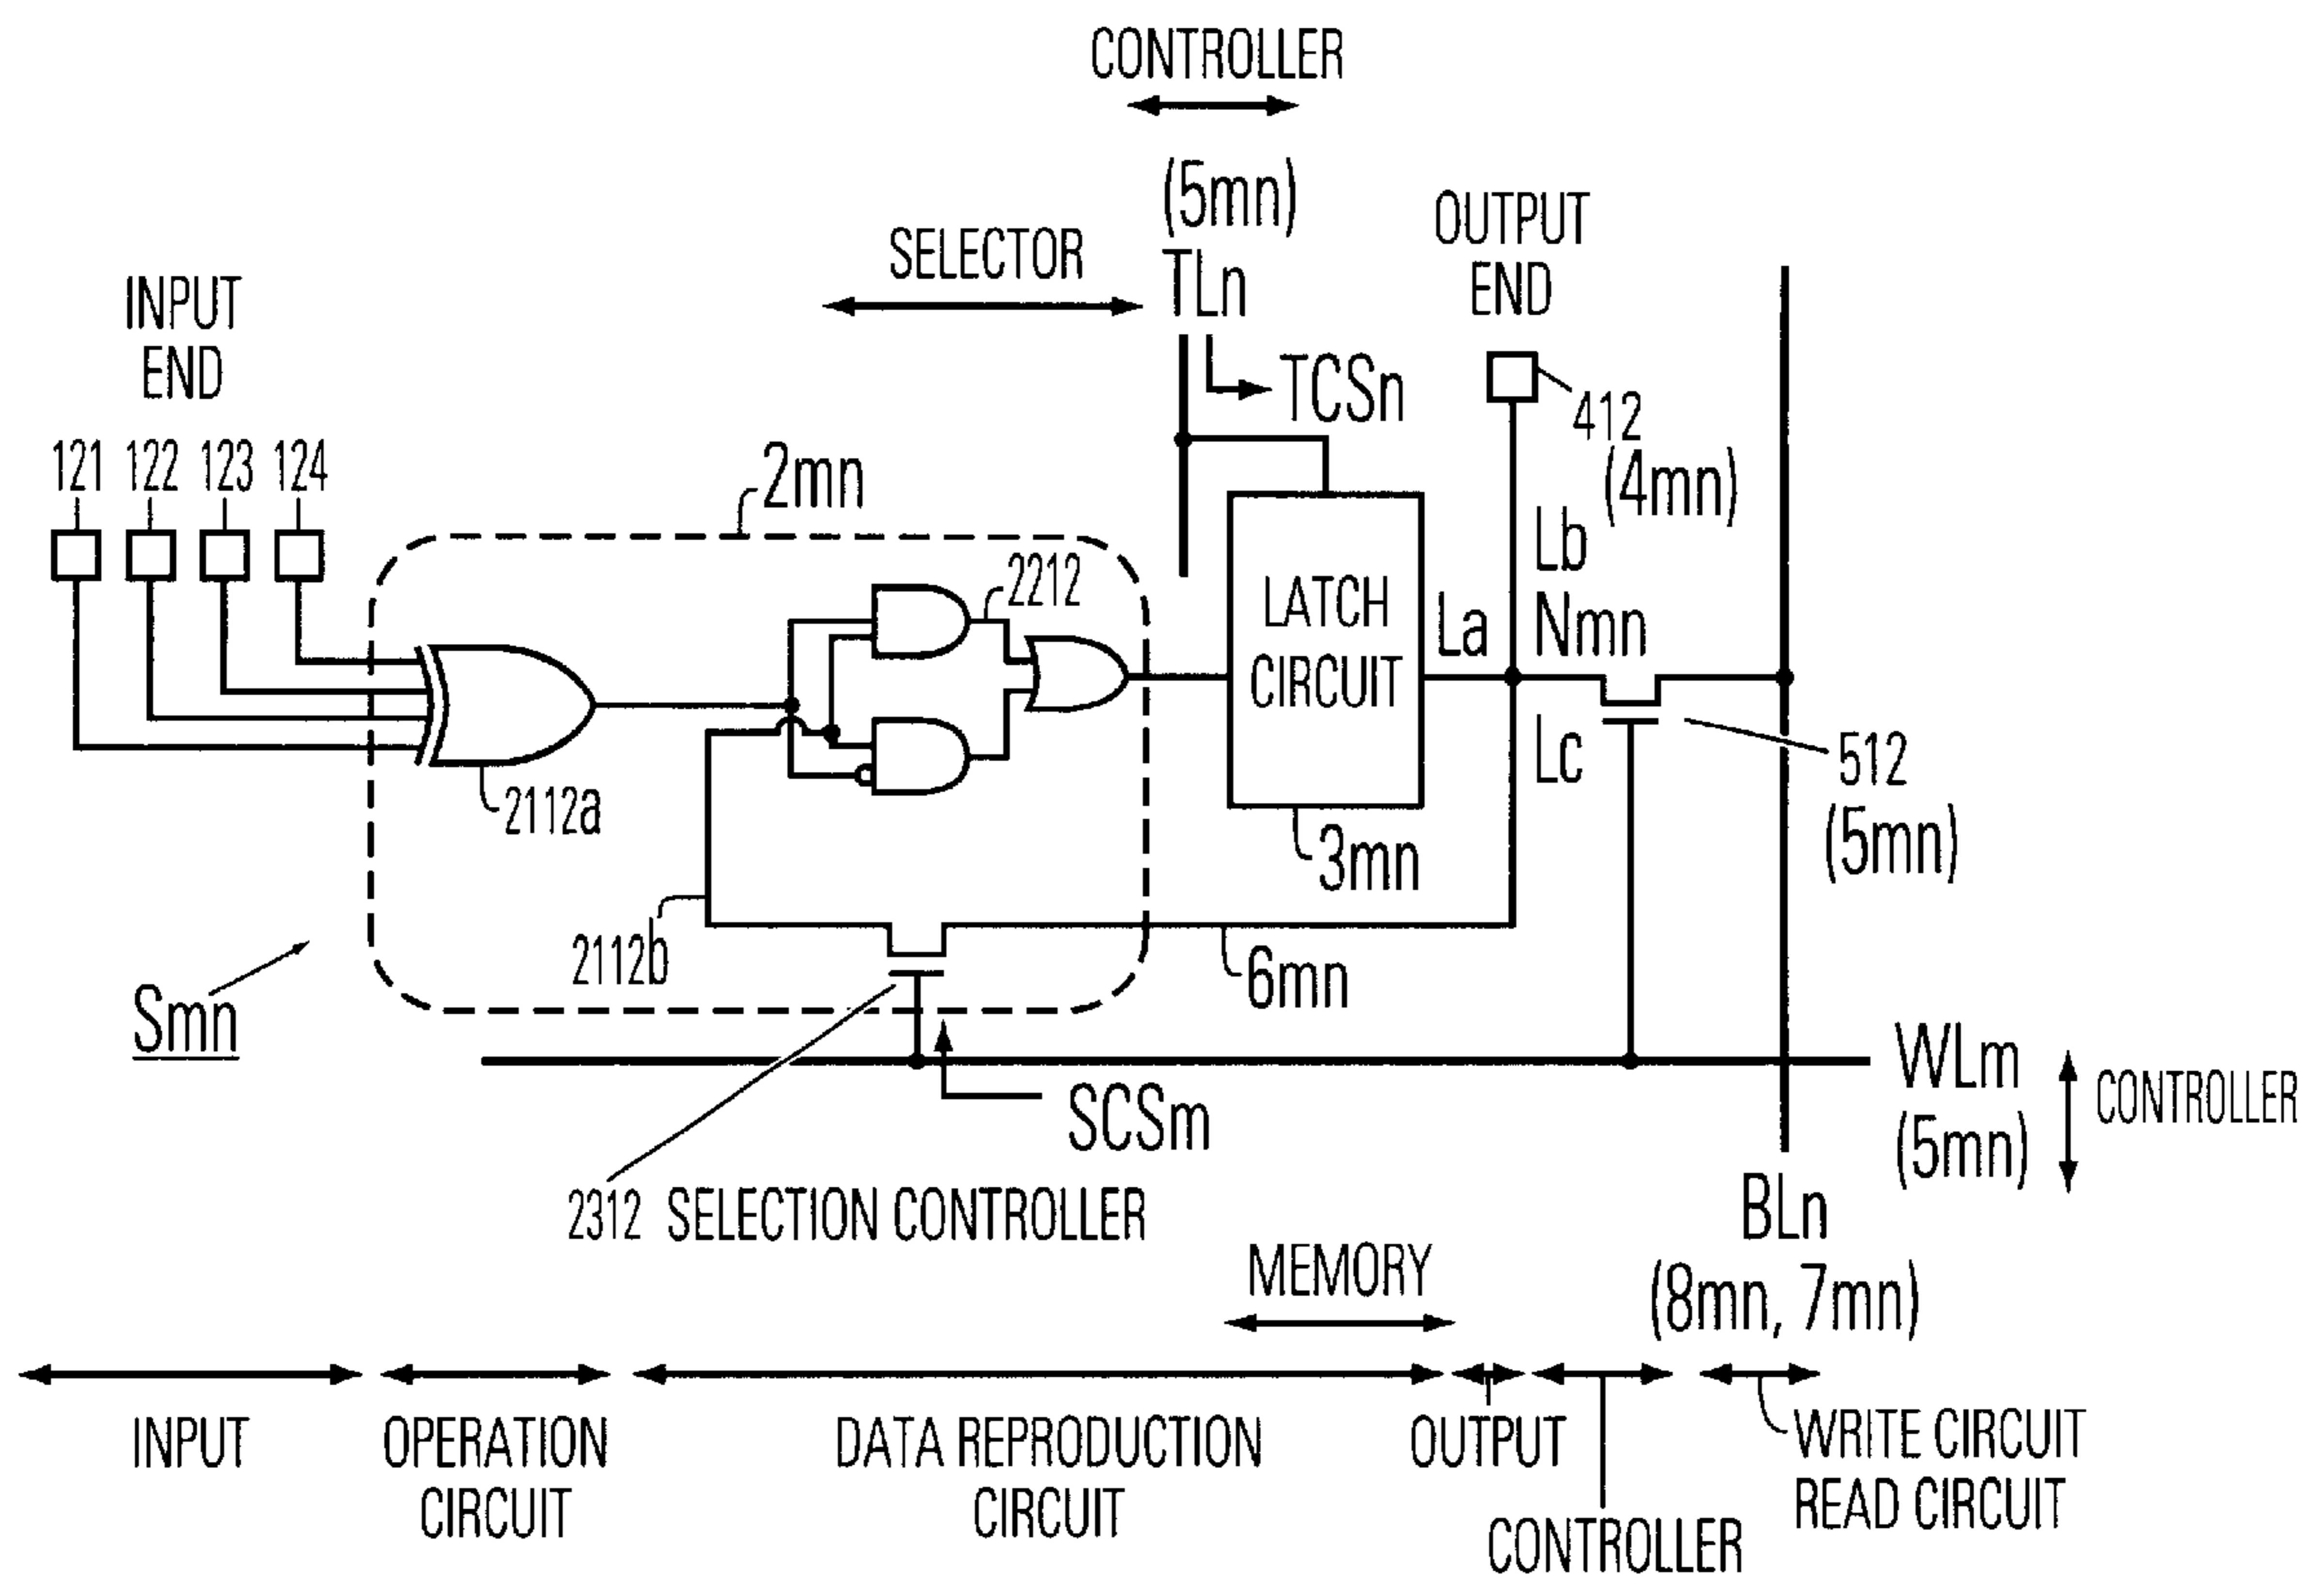 CONTROLLER
(5mn)
TLn
SELECTOR
OUTPUT
END
INPUT
END
TCSn
412
(4mn)
121 122 123 124
2mn
2212
Lb
LATCH
CIRCUIT
La
Nmn
Lc
512
(5mn)
2112a
3mn
2112b
6mn
Smn
WLm
(5mn)
CONTROLLER
SCSm
2312 SELECTION CONTROLLER
BLn
(8mn, 7mn)
MEMORY
INPUT
OPERATION
CIRCUIT
DATA REPRODUCTION
CIRCUIT
OUTPUT
CONTROLLER
WRITE CIRCUIT
READ CIRCUIT